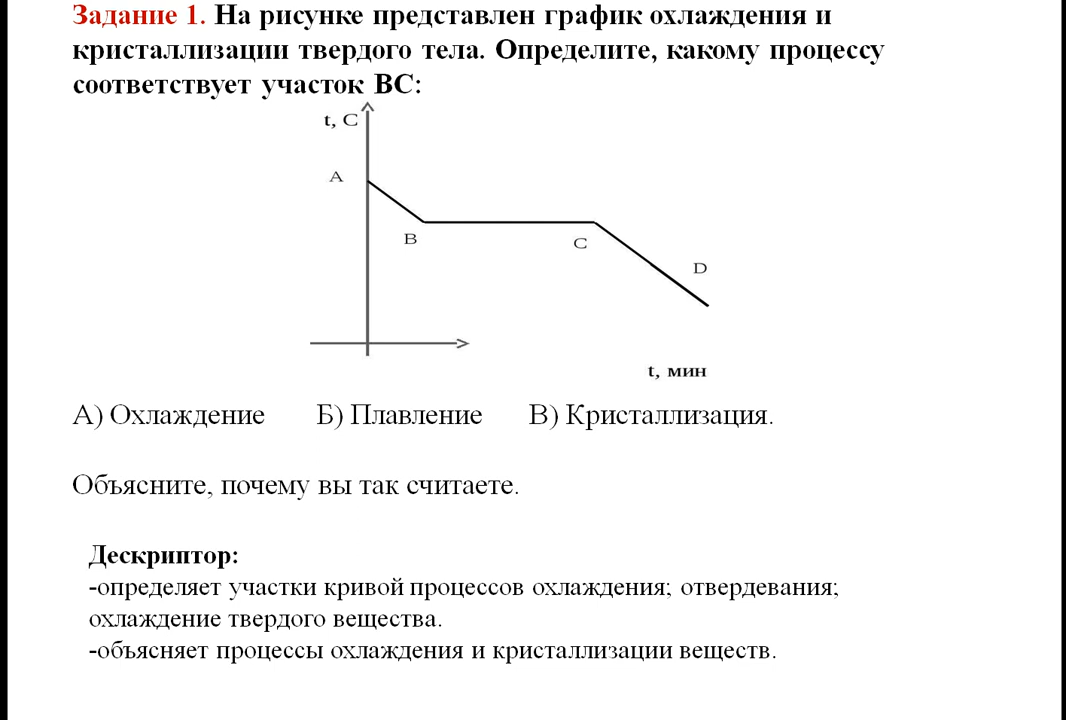 Задание 1. На рисунке представлен график охлаждения и
кристаллизации твердого тела. Определите, какому процессу
соответствует участок ВС:
t, C
A
B
C
D
t, мин
А) Охлаждение Б) Плавление В) Кристаллизация.
Объясните, почему вы так считаете.
Дескриптор:
-определяет участки кривой процессов охлаждения; отвердевания;
охлаждение твердого вещества.
-объясняет процессы охлаждения и кристаллизации веществ.